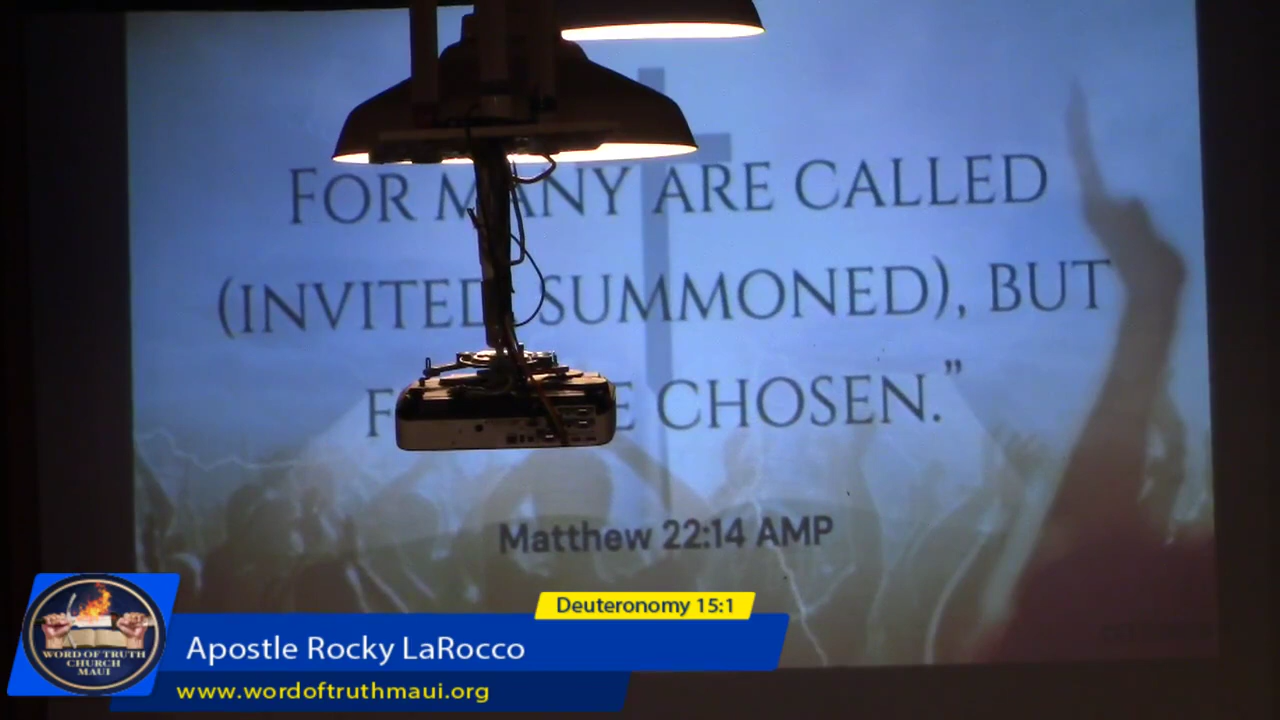 FOR MANY ARE CALLED
(INVITED SUMMONED), BUT
CHOSEN.”
Matthew 22:14 AMP
Deuteronomy 15:1
Apostle Rocky LaRocco
www.wordoftruthmaui.org
WORD OF TRUTH
CHURCH
MAUI